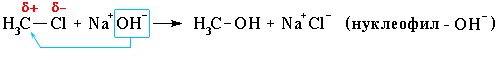 δ+ δ−
H₃C—Cl + Na⁺OH⁻ ⟶ H₃C−OH + Na⁺Cl⁻ (нуклеофил - OH⁻)